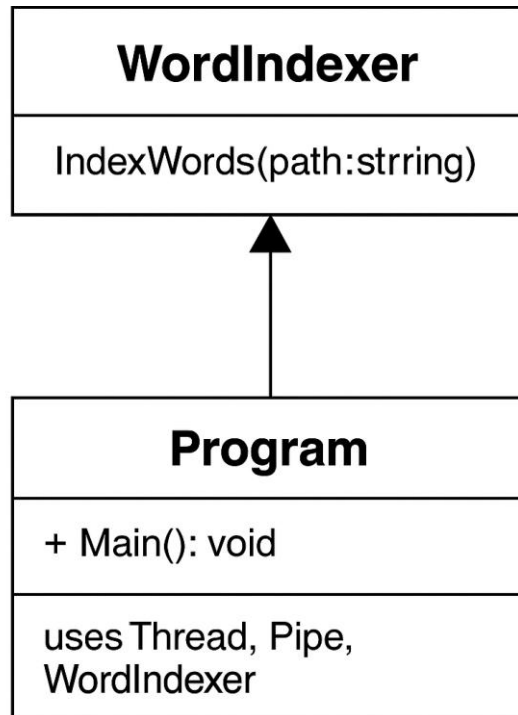 WordIndexer
IndexWords(path:strring)
Program
+ Main(): void
uses Thread, Pipe,
WordIndexer